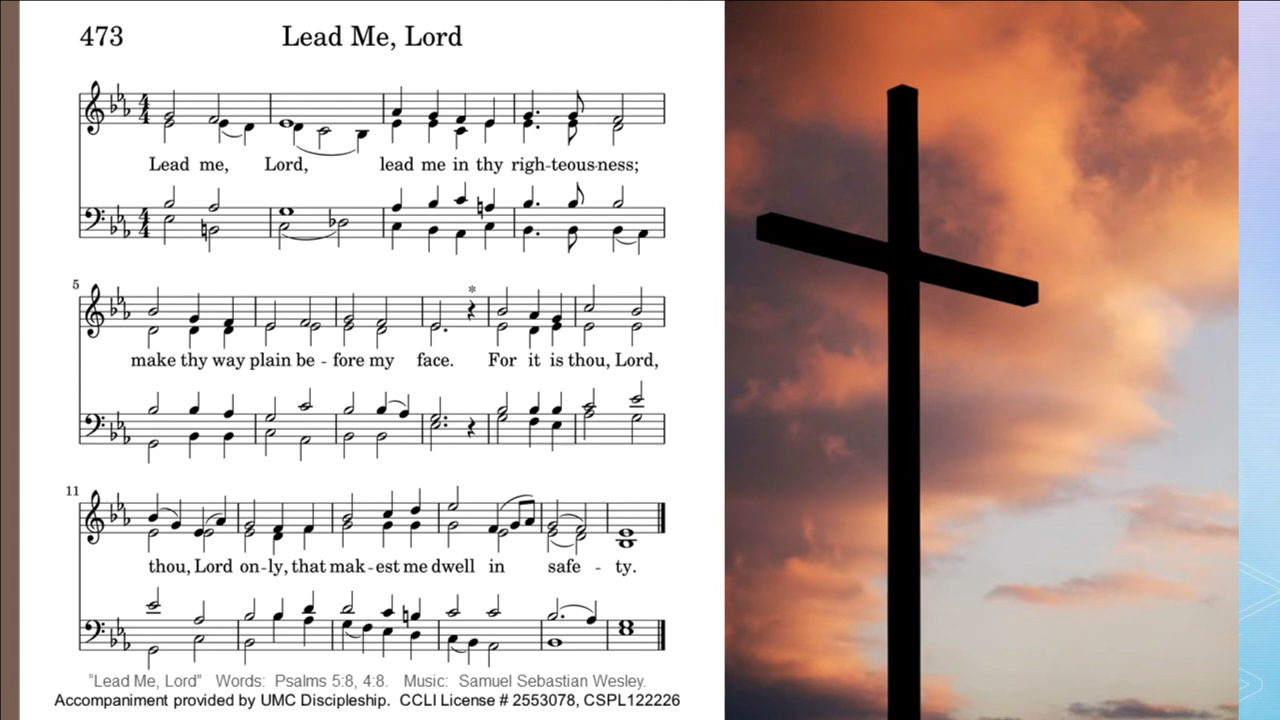 473 Lead Me, Lord
Lead me, Lord, lead me in thy righ-teous-ness;
5
*
make thy way plain be - fore my face. For it is thou, Lord,
11
thou, Lord on-ly, that mak-est me dwell in safe - ty.
“Lead Me, Lord” Words: Psalms 5:8, 4:8. Music: Samuel Sebastian Wesley.
Accompaniment provided by UMC Discipleship. CCLI License # 2553078, CSPL122226